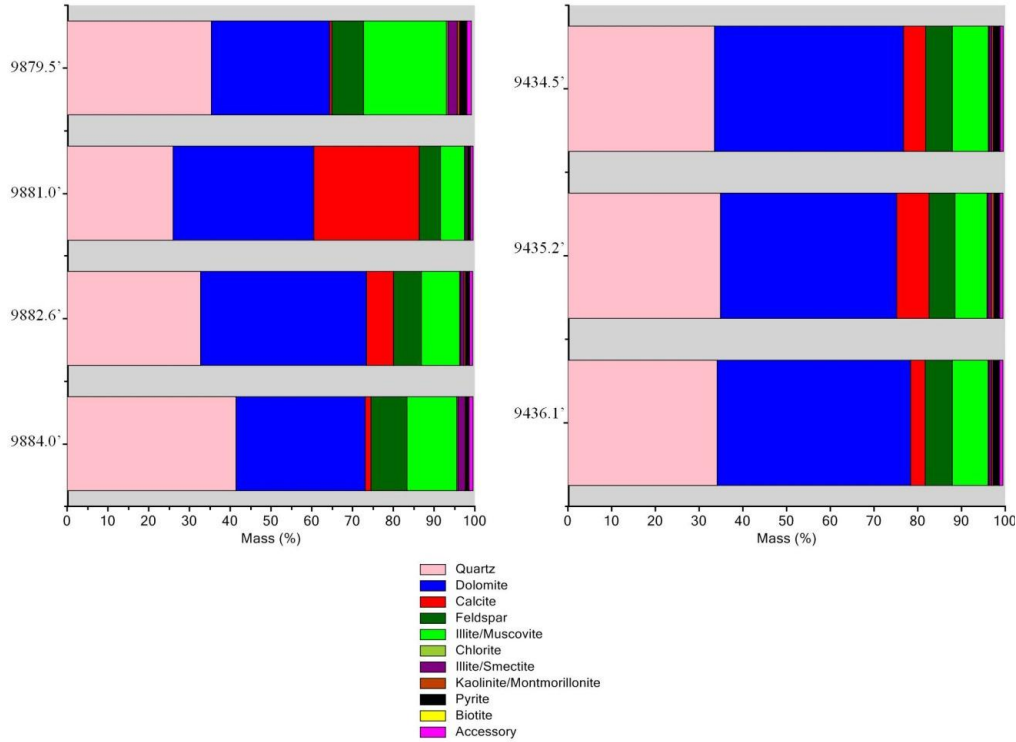 9879.5’
9881.0’
9882.6’
9884.0’
0 10 20 30 40 50 60 70 80 90 100
Mass (%)
9434.5’
9435.2’
9436.1’
0 10 20 30 40 50 60 70 80 90 100
Mass (%)
Quartz
Dolomite
Calcite
Feldspar
Illite/Muscovite
Chlorite
Illite/Smectite
Kaolinite/Montmorillonite
Pyrite
Biotite
Accessory